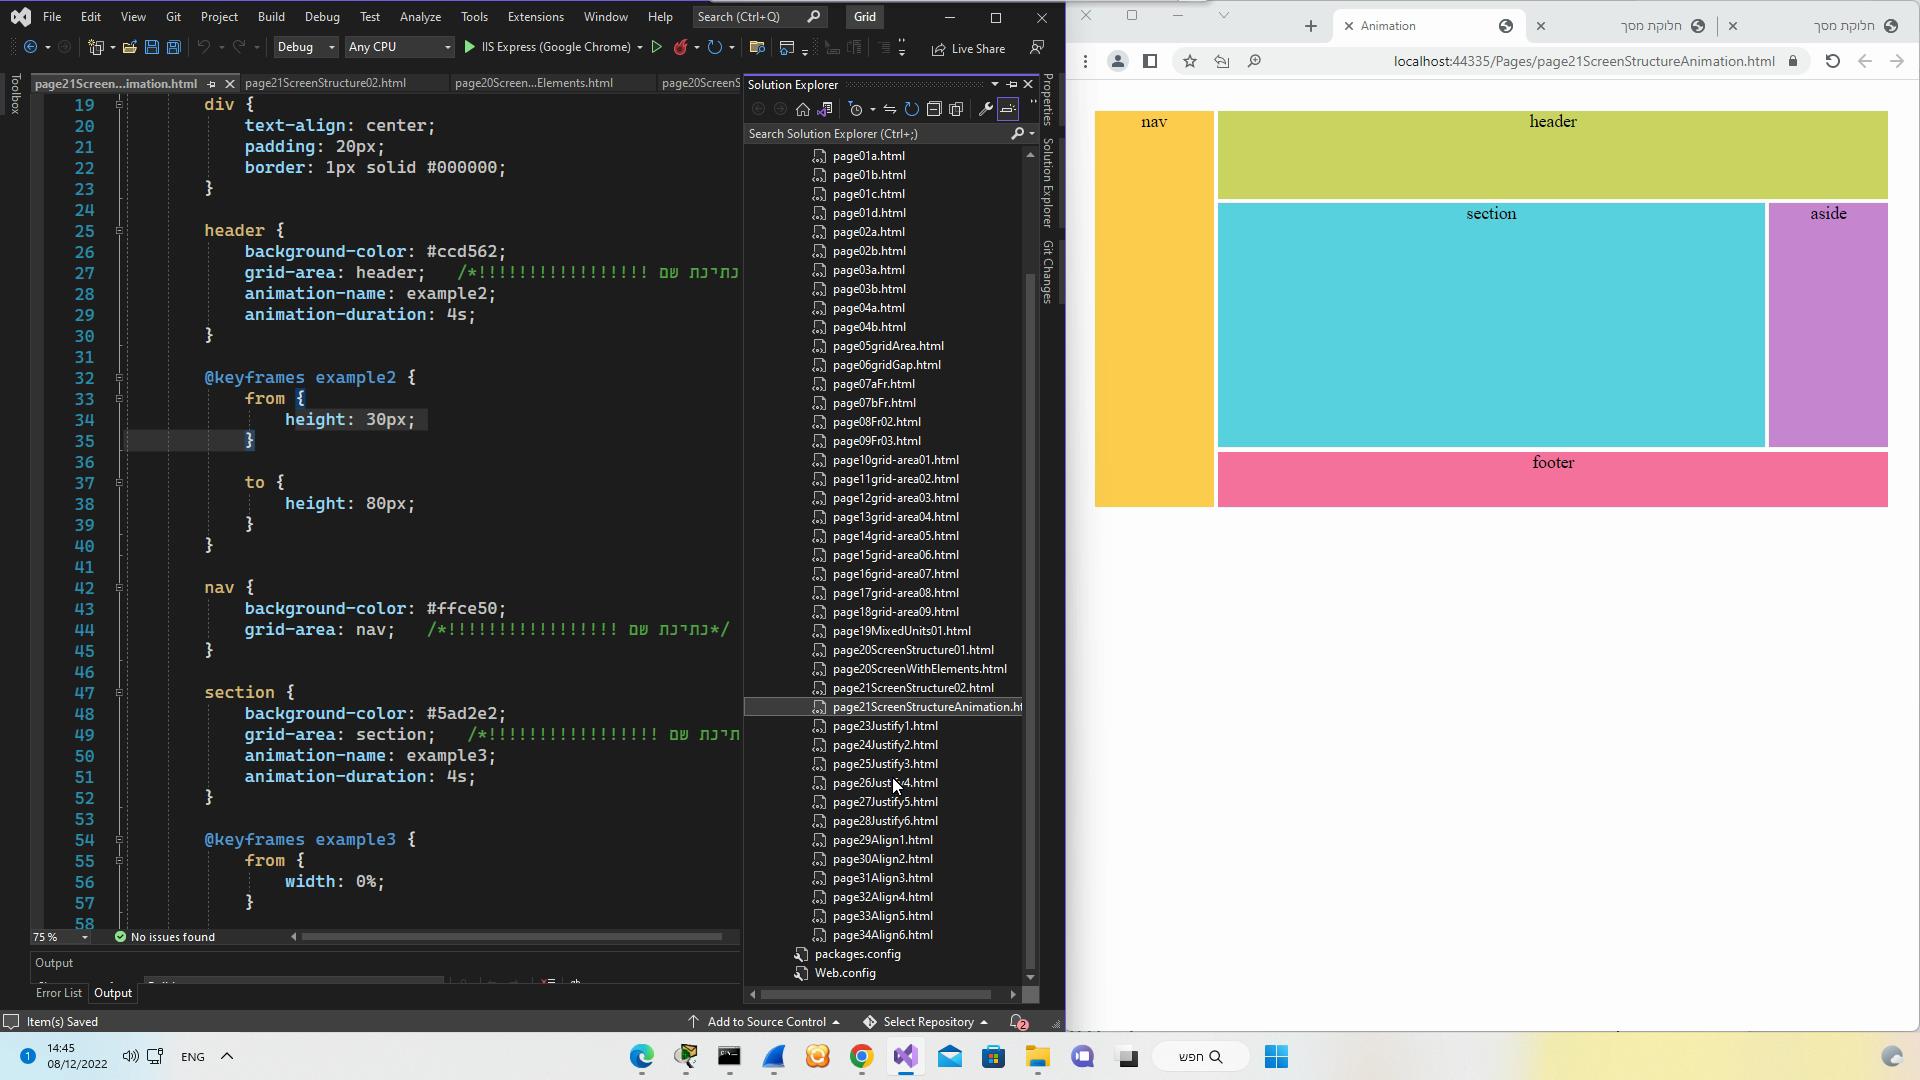 File Edit View Git Project Build Debug Test Analyze Tools Extensions Window Help Search (Ctrl+Q) Grid
Debug Any CPU IIS Express (Google Chrome) Live Share
Toolbox
page21Screen...imation.html page21ScreenStructure02.html page20Screen...Elements.html page20ScreenS
19 div {
20 text-align: center;
21 padding: 20px;
22 border: 1px solid #000000;
23 }
24
25 header {
26 background-color: #ccd562;
27 grid-area: header; /*!!!!!!!!!!!!!!!!! נתינת שם
28 animation-name: example2;
29 animation-duration: 4s;
30 }
31
32 @keyframes example2 {
33 from {
34 height: 30px;
35 }
36
37 to {
38 height: 80px;
39 }
40 }
41
42 nav {
43 background-color: #ffce50;
44 grid-area: nav; /*!!!!!!!!!!!!!!!!! נתינת שם*/
45 }
46
47 section {
48 background-color: #5ad2e2;
49 grid-area: section; /*!!!!!!!!!!!!!!!!! תינת שם
50 animation-name: example3;
51 animation-duration: 4s;
52 }
53
54 @keyframes example3 {
55 from {
56 width: 0%;
57 }
58
75 % No issues found
Output
Error List Output
Item(s) Saved Add to Source Control Select Repository 2
Solution Explorer
Search Solution Explorer (Ctrl+;)
page01a.html
page01b.html
page01c.html
page01d.html
page02a.html
page02b.html
page03a.html
page03b.html
page04a.html
page04b.html
page05gridArea.html
page06gridGap.html
page07aFr.html
page07bFr.html
page08Fr02.html
page09Fr03.html
page10grid-area01.html
page11grid-area02.html
page12grid-area03.html
page13grid-area04.html
page14grid-area05.html
page15grid-area06.html
page16grid-area07.html
page17grid-area08.html
page18grid-area09.html
page19MixedUnits01.html
page20ScreenStructure01.html
page20ScreenWithElements.html
page21ScreenStructure02.html
page21ScreenStructureAnimation.ht
page23Justify1.html
page24Justify2.html
page25Justify3.html
page26Justify4.html
page27Justify5.html
page28Justify6.html
page29Align1.html
page30Align2.html
page31Align3.html
page32Align4.html
page33Align5.html
page34Align6.html
packages.config
Web.config
Properties
Solution Explorer
Git Changes
Animation חלוקת מסך חלוקת מסך
localhost:44335/Pages/page21ScreenStructureAnimation.html
nav
header
section
aside
footer
1 14:45
08/12/2022
ENG
חפש